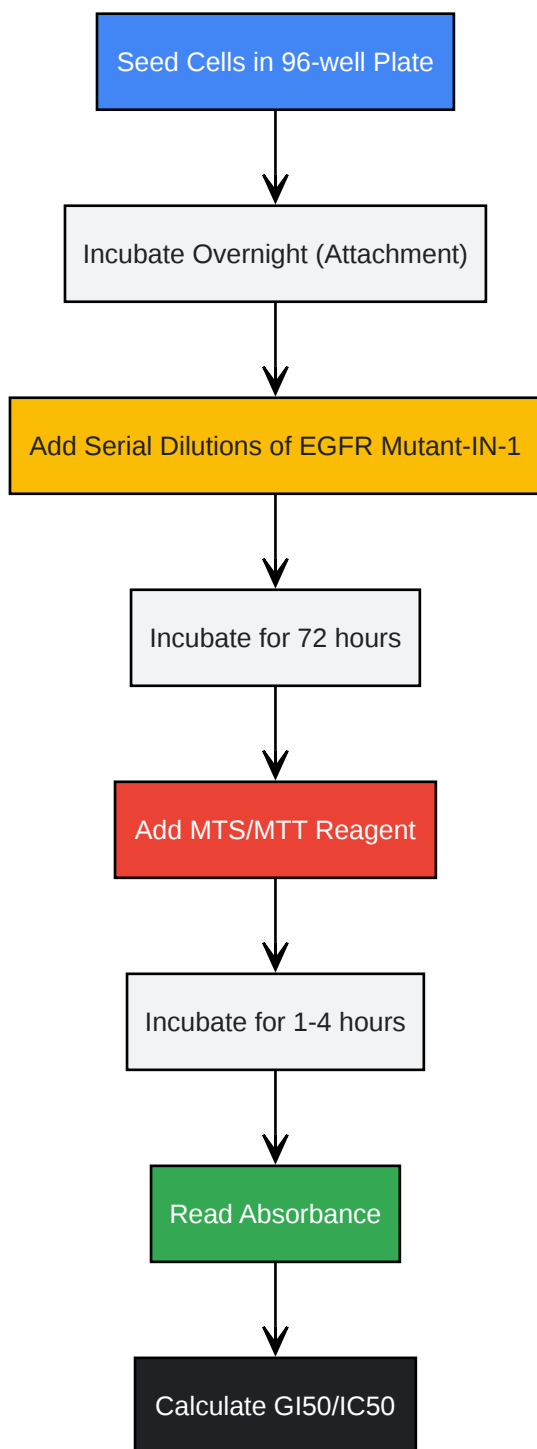 Seed Cells in 96-well Plate
Incubate Overnight (Attachment)
Add Serial Dilutions of EGFR Mutant-IN-1
Incubate for 72 hours
Add MTS/MTT Reagent
Incubate for 1-4 hours
Read Absorbance
Calculate GI50/IC50